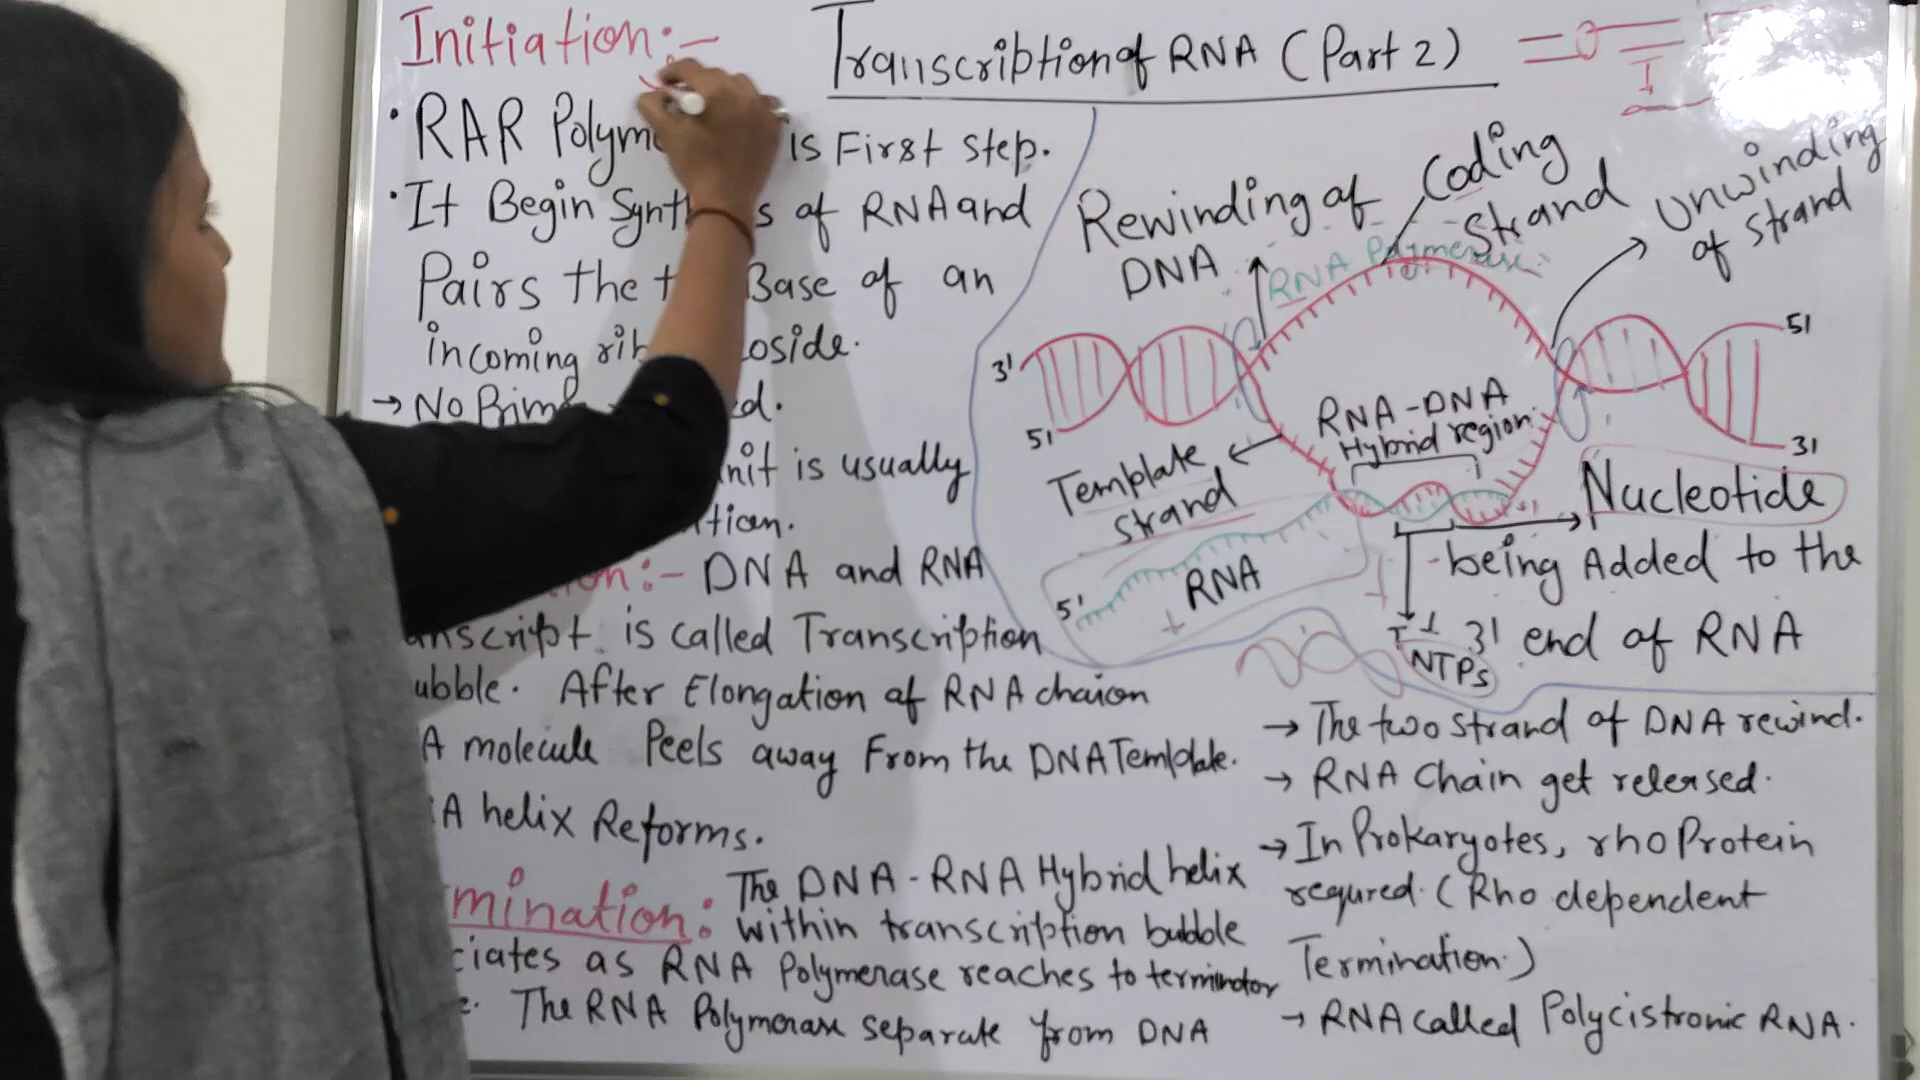 Initiation:-
Transcription of RNA (Part 2)
• RAR Polym is First step.
• It Begin Synth s of RNA and
Pairs the t Base of an
incoming rib oside.
→ No Prime d.
nit is usually
tion.
on:- DNA and RNA
anscript is called Transcription
ubble. After Elongation of RNA chaion
A molecule Peels away From the DNA Template.
A helix Reforms.
mination: The DNA-RNA Hybrid helix
within transcription bubble
ciates as RNA Polymerase reaches to terminator
e. The RNA Polymerase separate from DNA
Rewinding of
DNA
Coding
Strand
Unwinding
of strand
RNA Polymerase
3'
5'
5'
3'
RNA-DNA
Hybrid region
Template
Strand
RNA
5'
Nucleotide
being Added to the
3' end of RNA
NTPs
→ The two strand of DNA rewind.
→ RNA Chain get released.
→ In Prokaryotes, rho Protein
requred. (Rho dependent
Termination.)
→ RNA called Polycistronic RNA.